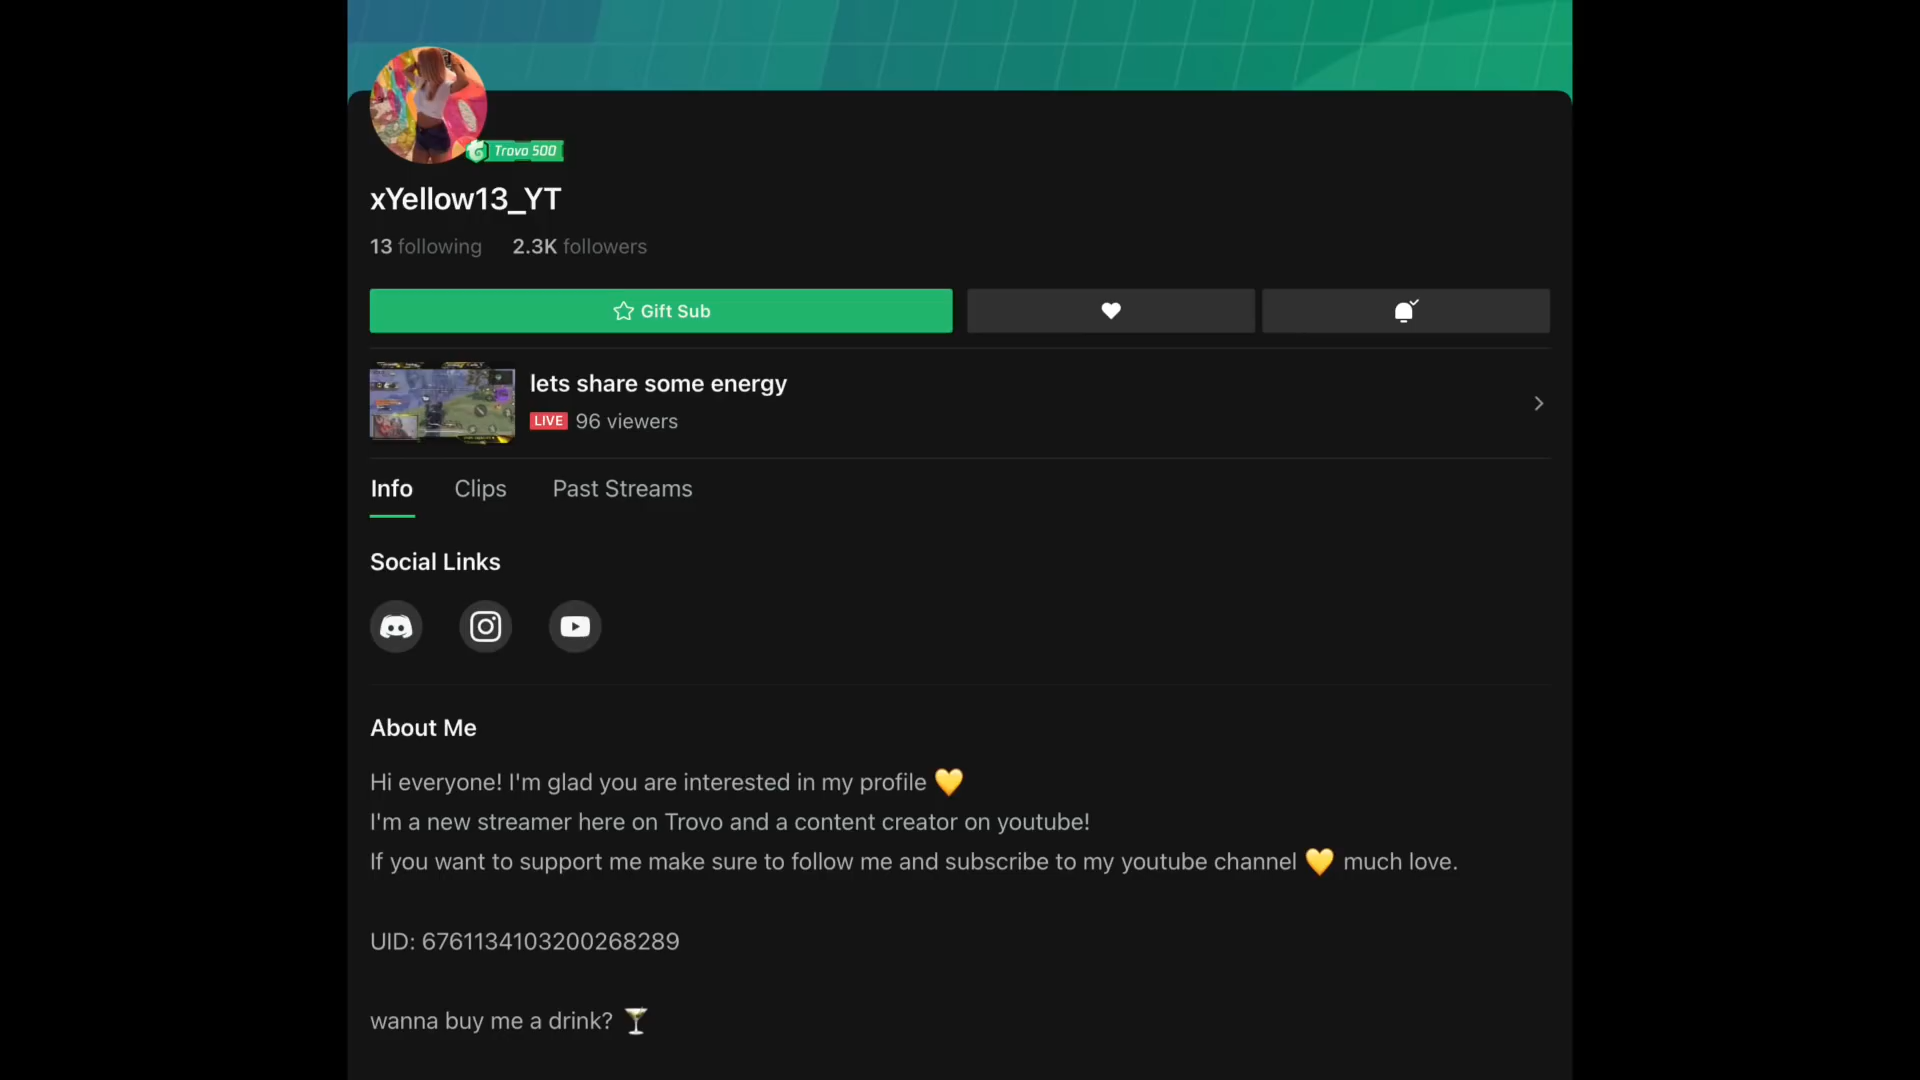 Trovo 500
xYellow13_YT
13 following 2.3K followers
Gift Sub
lets share some energy
LIVE 96 viewers
Info Clips Past Streams
Social Links
About Me
Hi everyone! I'm glad you are interested in my profile 💛
I'm a new streamer here on Trovo and a content creator on youtube!
If you want to support me make sure to follow me and subscribe to my youtube channel 💛 much love.
UID: 6761134103200268289
wanna buy me a drink? 🍸